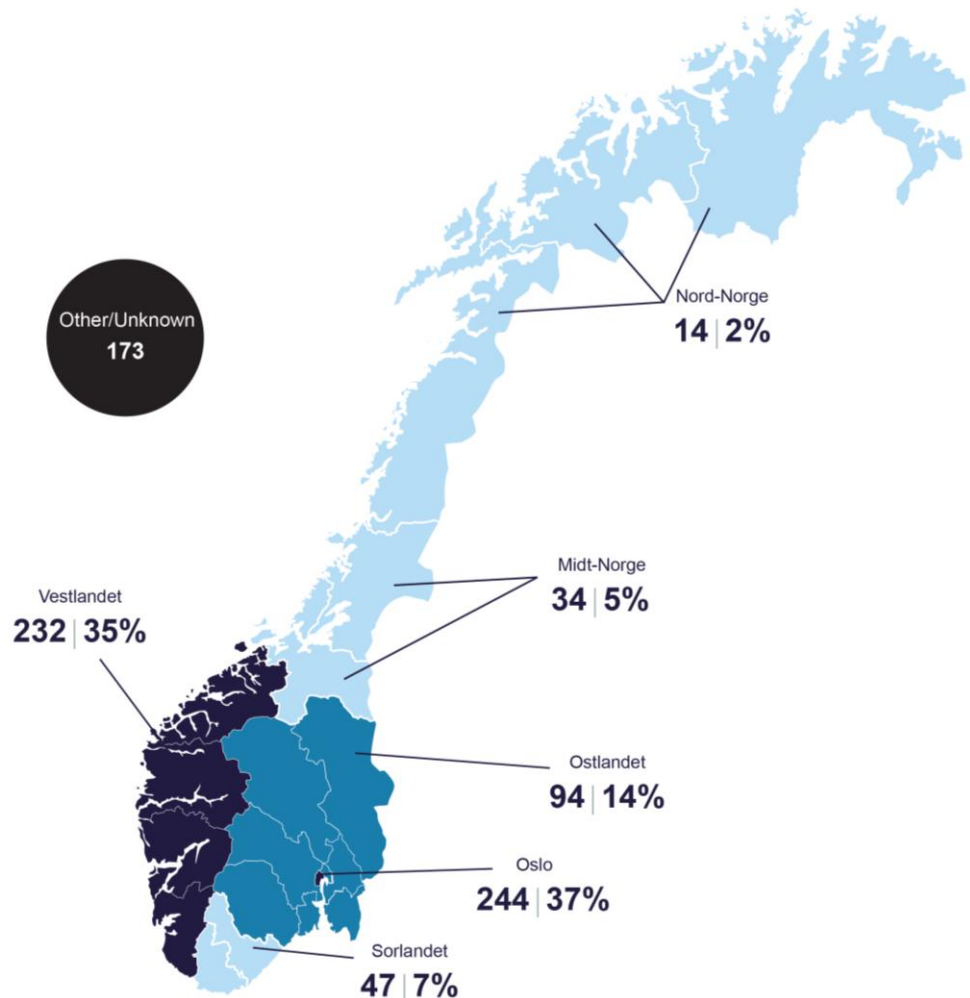 Nord-Norge
14 | 2%
Other/Unknown
173
Midt-Norge
34 | 5%
Vestlandet
232 | 35%
Ostlandet
94 | 14%
Oslo
244 | 37%
Sorlandet
47 | 7%